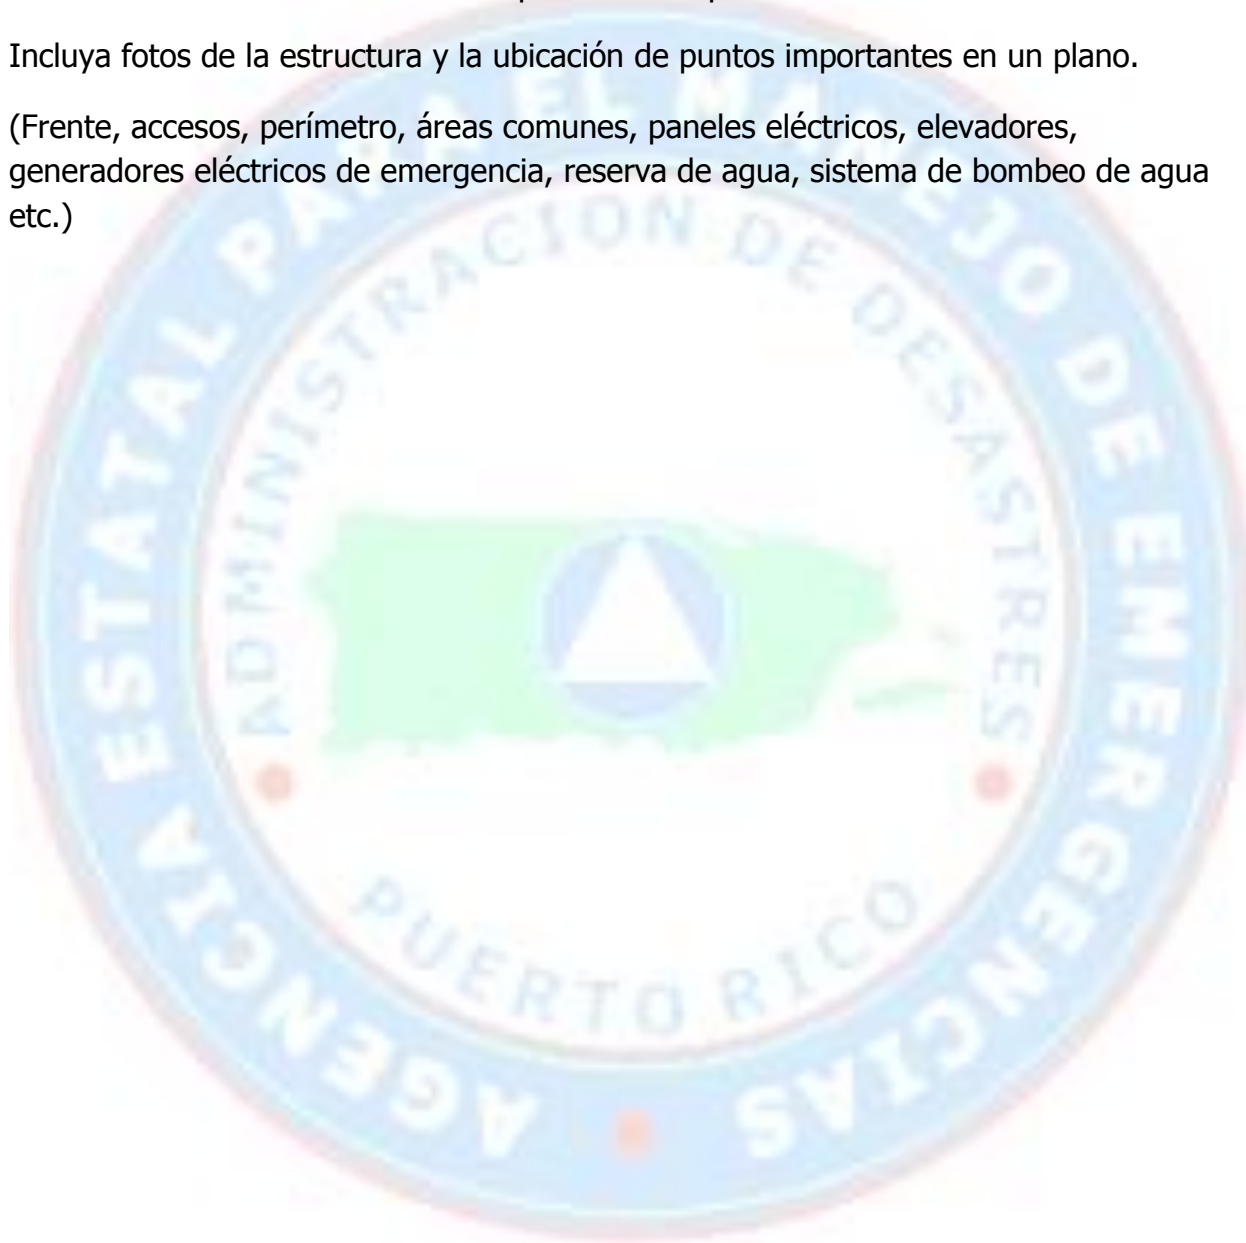 Incluya fotos de la estructura y la ubicación de puntos importantes en un plano.
(Frente, accesos, perímetro, áreas comunes, paneles eléctricos, elevadores,
generadores eléctricos de emergencia, reserva de agua, sistema de bombeo de agua
etc.)
AGENCIA ESTATAL PARA EL MANEJO DE EMERGENCIAS
ADMINISTRACION DE DESASTRES
PUERTO RICO